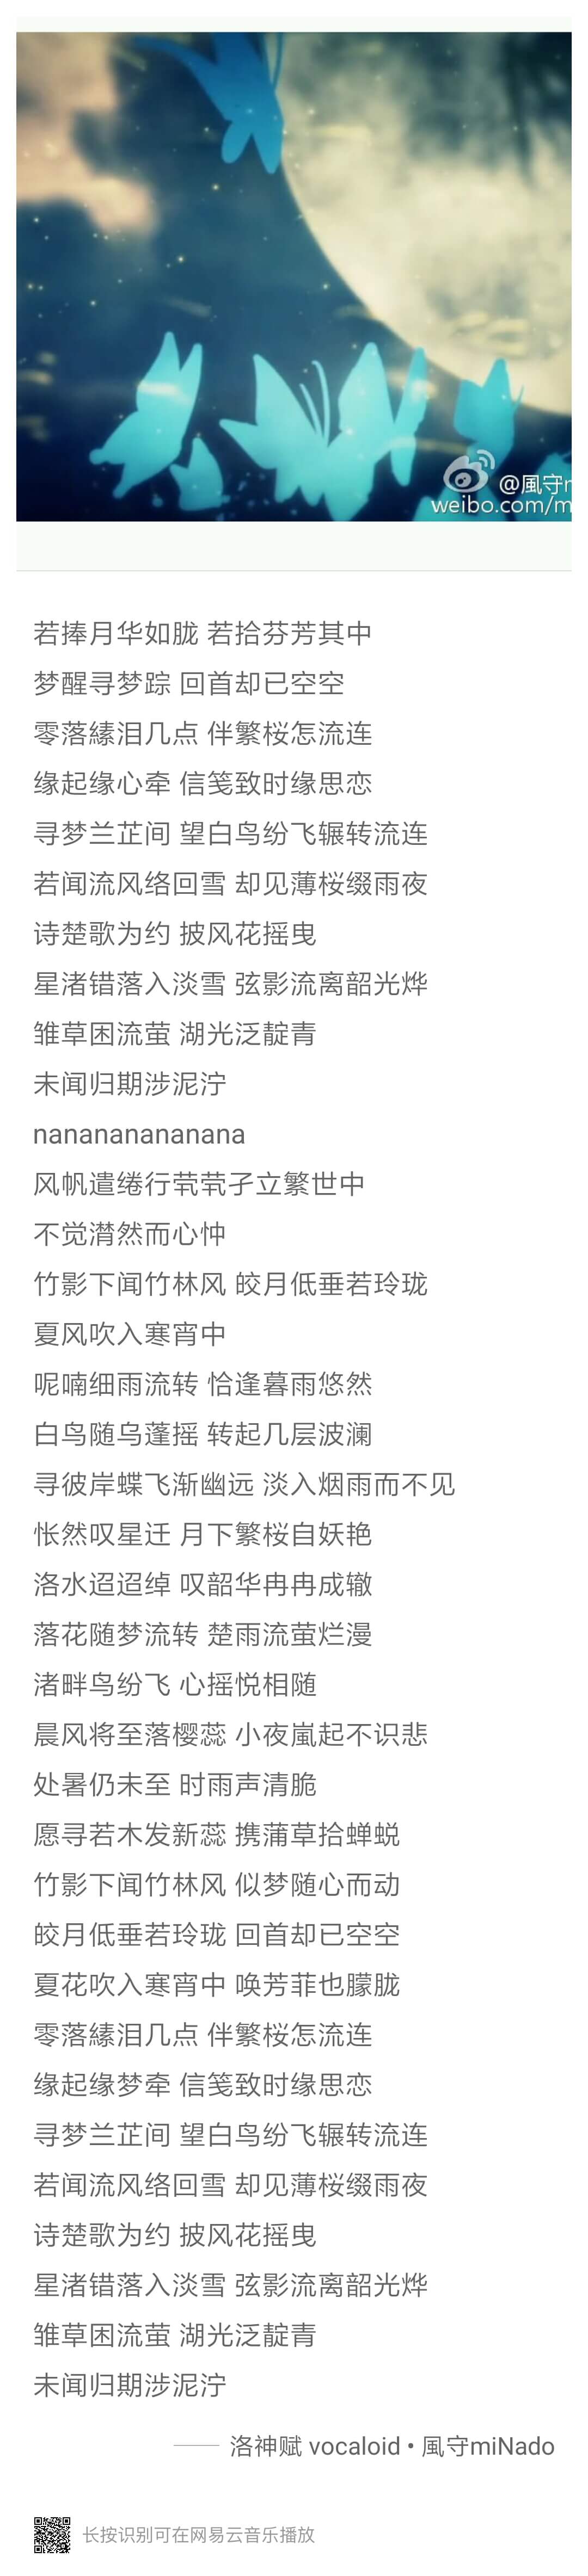 @風守
weibo.com/m
若捧月华如胧 若拾芬芳其中
梦醒寻梦踪 回首却已空空
零落縤泪几点 伴繁桜怎流连
缘起缘心牵 信笺致时缘思恋
寻梦兰芷间 望白鸟纷飞辗转流连
若闻流风络回雪 却见薄桜缀雨夜
诗楚歌为约 披风花摇曳
星渚错落入淡雪 弦影流离韶光烨
雏草困流萤 湖光泛靛青
未闻归期涉泥泞
nanananananana
风帆遣绻行茕茕孑立繁世中
不觉潸然而心忡
竹影下闻竹林风 皎月低垂若玲珑
夏风吹入寒宵中
呢喃细雨流转 恰逢暮雨悠然
白鸟随乌蓬摇 转起几层波澜
寻彼岸蝶飞渐幽远 淡入烟雨而不见
怅然叹星迁 月下繁桜自妖艳
洛水迢迢绰 叹韶华冉冉成辙
落花随梦流转 楚雨流萤烂漫
渚畔鸟纷飞 心摇悦相随
晨风将至落樱蕊 小夜嵐起不识悲
处暑仍未至 时雨声清脆
愿寻若木发新蕊 携蒲草拾蝉蜕
竹影下闻竹林风 似梦随心而动
皎月低垂若玲珑 回首却已空空
夏花吹入寒宵中 唤芳菲也朦胧
零落縤泪几点 伴繁桜怎流连
缘起缘梦牵 信笺致时缘思恋
寻梦兰芷间 望白鸟纷飞辗转流连
若闻流风络回雪 却见薄桜缀雨夜
诗楚歌为约 披风花摇曳
星渚错落入淡雪 弦影流离韶光烨
雏草困流萤 湖光泛靛青
未闻归期涉泥泞
—— 洛神赋 vocaloid • 風守miNado
长按识别可在网易云音乐播放